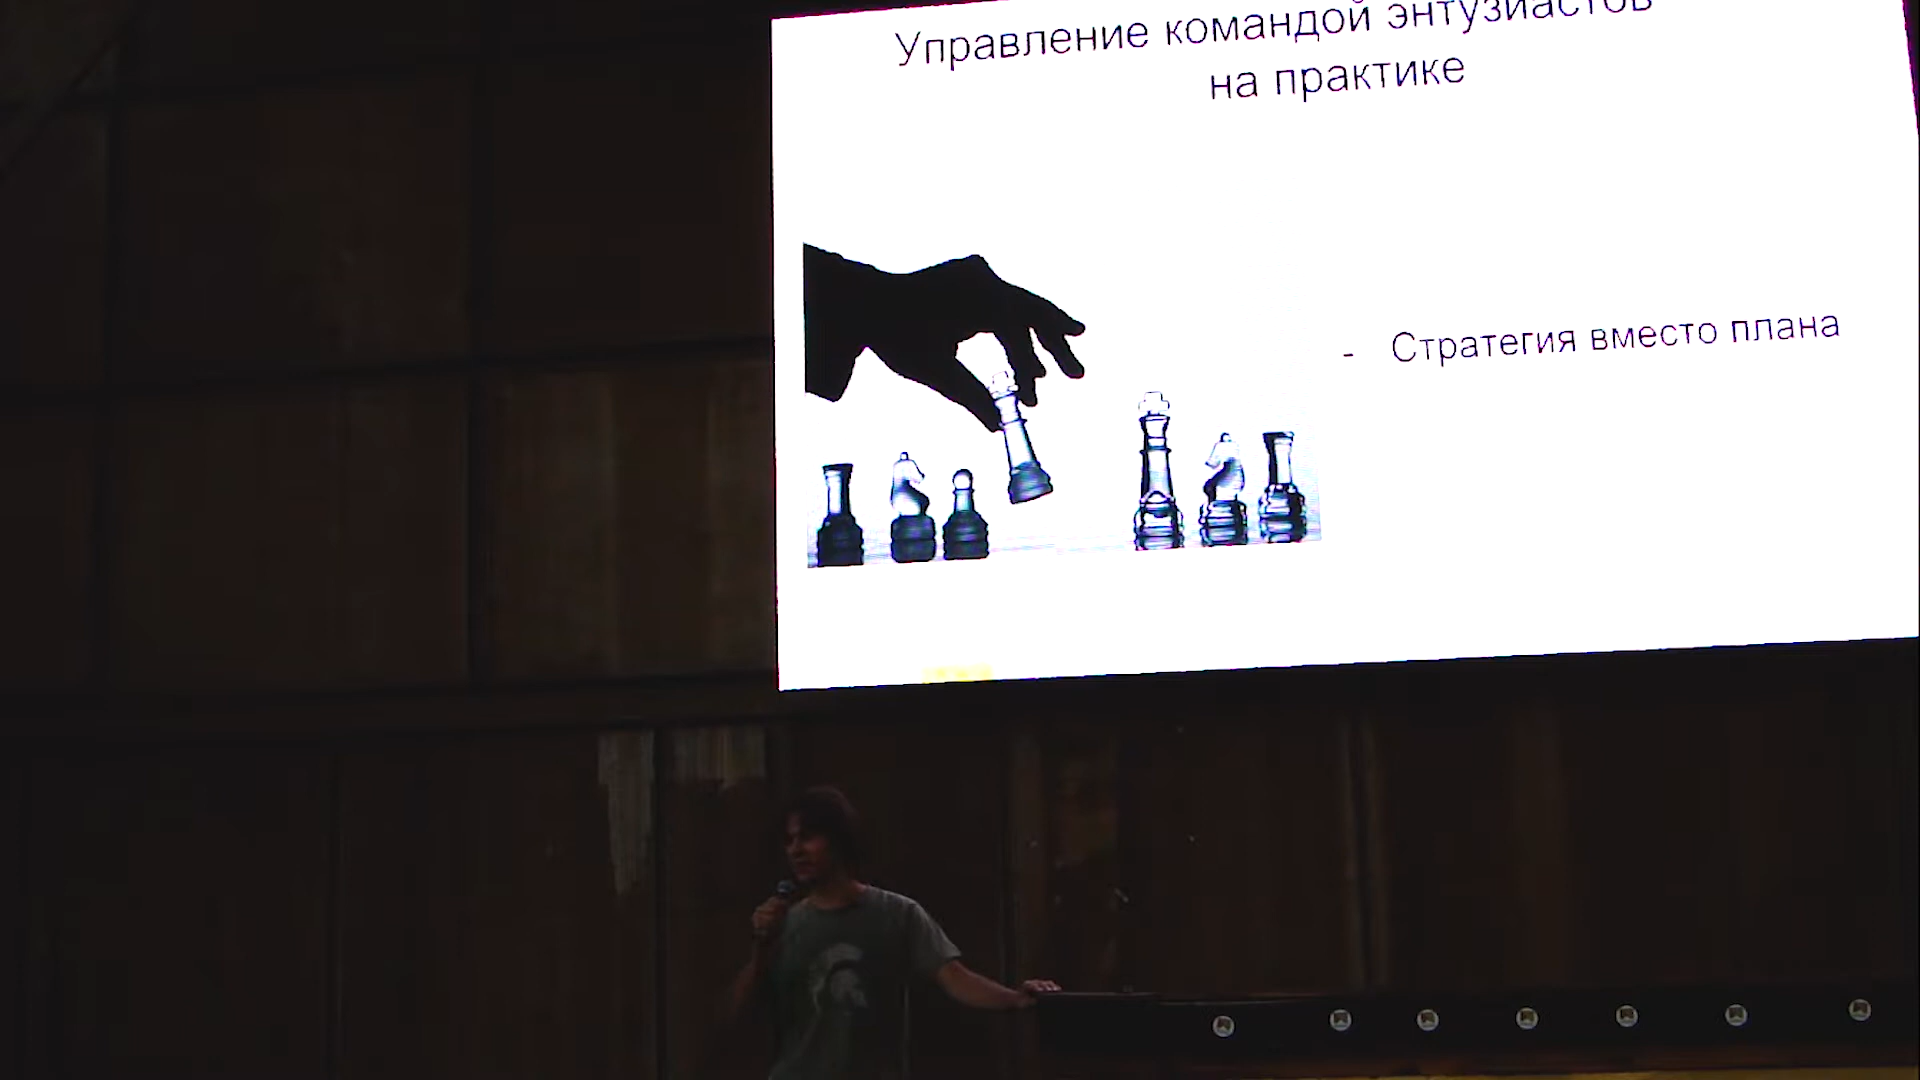 Управление командой энтузиастов
на практике
- Стратегия вместо плана